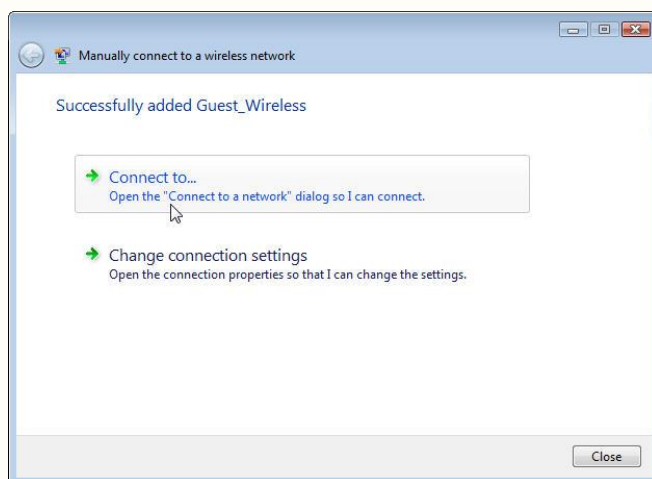 Manually connect to a wireless network
Successfully added Guest_Wireless
Connect to...
Open the "Connect to a network" dialog so I can connect.
Change connection settings
Open the connection properties so that I can change the settings.
Close